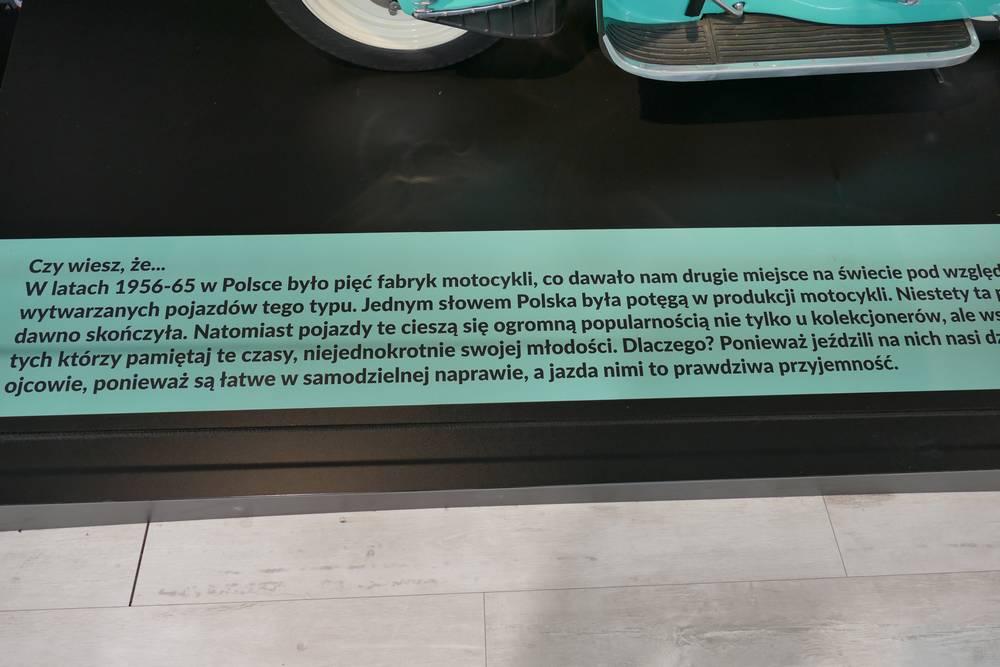 Czy wiesz, że...
W latach 1956-65 w Polsce było pięć fabryk motocykli, co dawało nam drugie miejsce na świecie pod względ
wytwarzanych pojazdów tego typu. Jednym słowem Polska była potęgą w produkcji motocykli. Niestety ta p
dawno skończyła. Natomiast pojazdy te cieszą się ogromną popularnością nie tylko u kolekcjonerów, ale ws
tych którzy pamiętaj te czasy, niejednokrotnie swojej młodości. Dlaczego? Ponieważ jeździli na nich nasi dz
ojcowie, ponieważ są łatwe w samodzielnej naprawie, a jazda nimi to prawdziwa przyjemność.